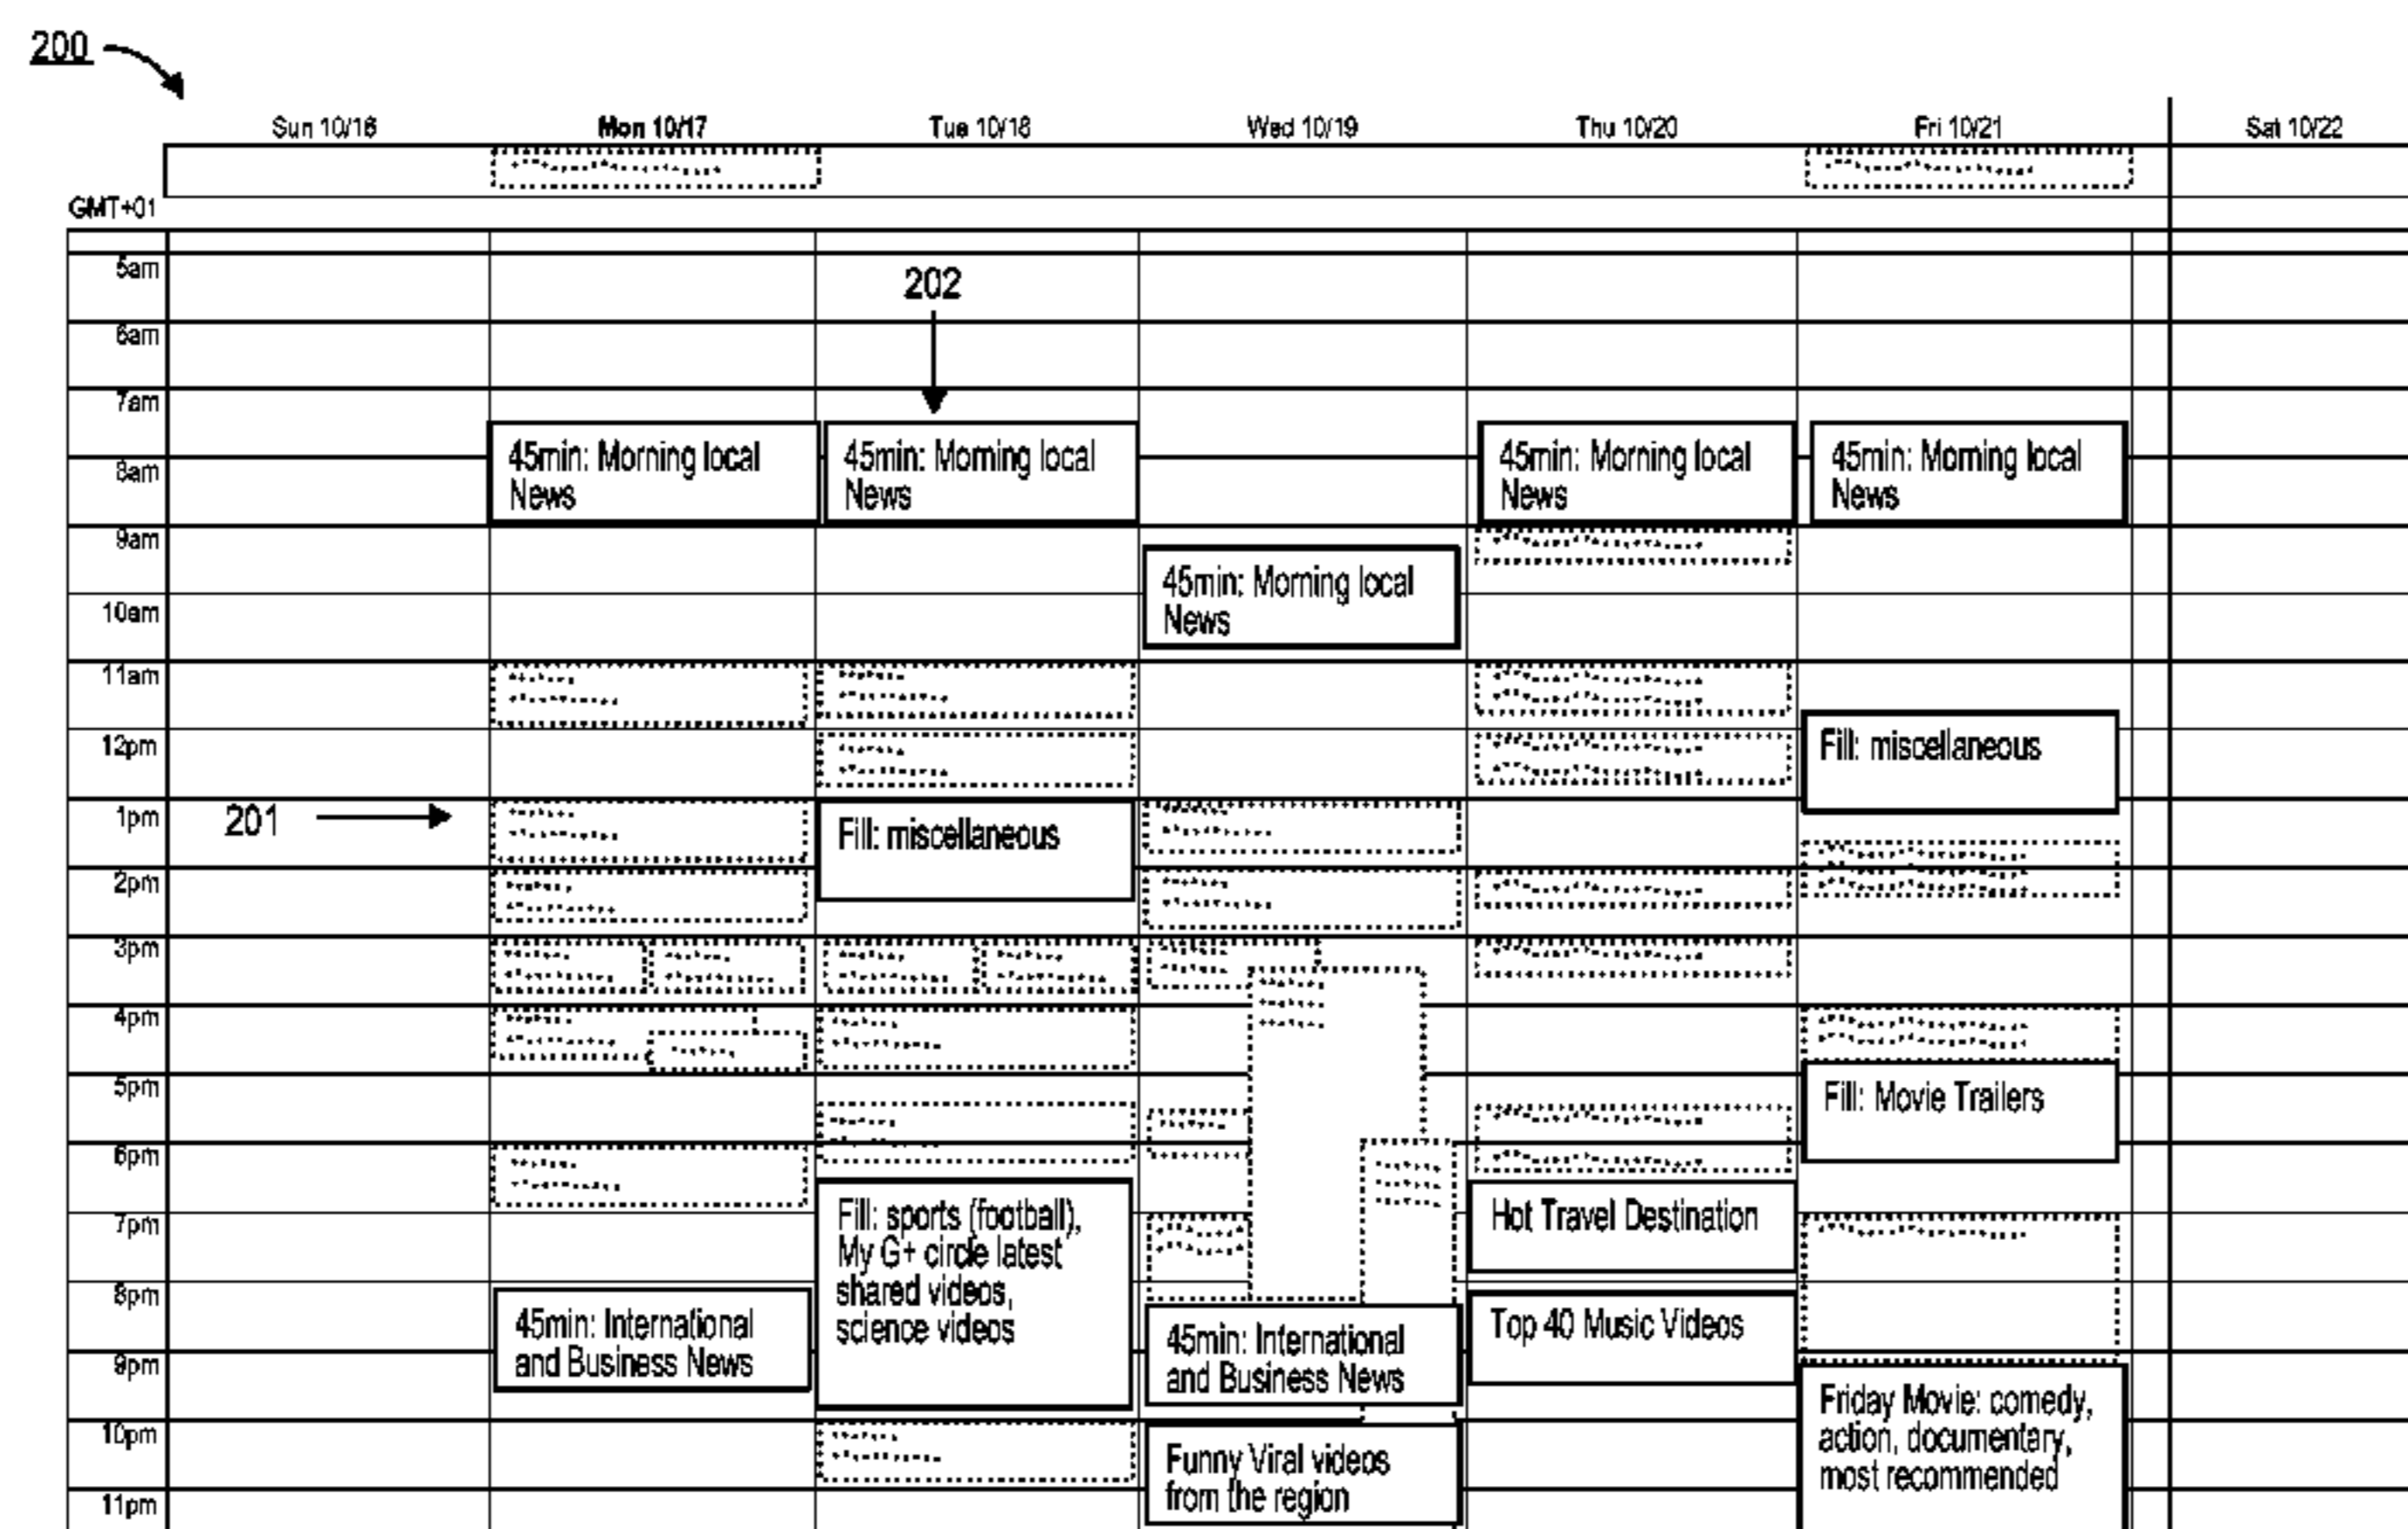 200
Sun 10/16
Mon 10/17
Tue 10/18
Wed 10/19
Thu 10/20
Fri 10/21
Sat 10/22
GMT+01
5am
202
6am
7am
45min: Morning local
News
45min: Morning local
News
45min: Morning local
News
45min: Morning local
News
8am
9am
45min: Morning local
News
10am
11am
12pm
Fill: miscellaneous
201
1pm
Fill: miscellaneous
2pm
3pm
4pm
5pm
Fill: Movie Trailers
6pm
Fill: sports (football),
My G+ circle latest
shared videos,
science videos
Hot Travel Destination
7pm
8pm
45min: International
and Business News
45min: International
and Business News
Top 40 Music Videos
9pm
Friday Movie: comedy,
action, documentary,
most recommended
10pm
Funny Viral videos
from the region
11pm